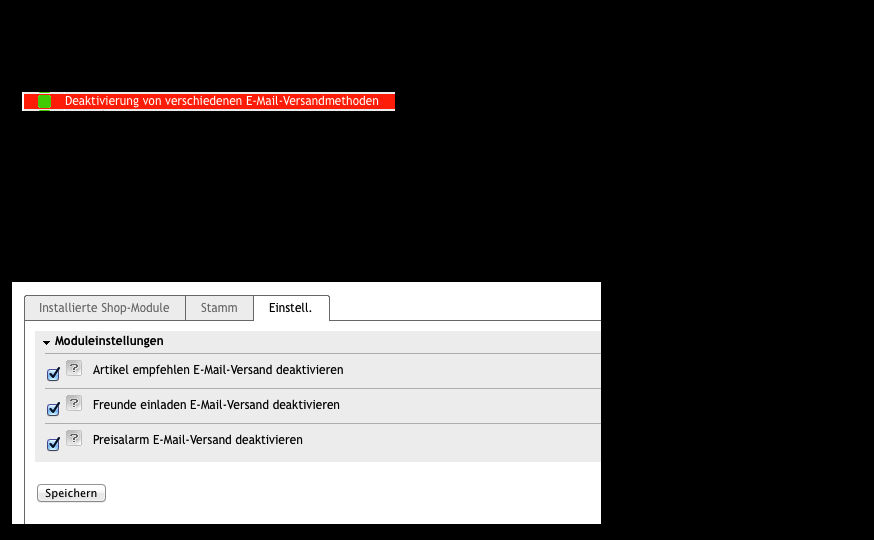 Deaktivierung von verschiedenen E-Mail-Versandmethoden
Installierte Shop-Module Stamm Einstell.
Moduleinstellungen
? Artikel empfehlen E-Mail-Versand deaktivieren
? Freunde einladen E-Mail-Versand deaktivieren
? Preisalarm E-Mail-Versand deaktivieren
Speichern